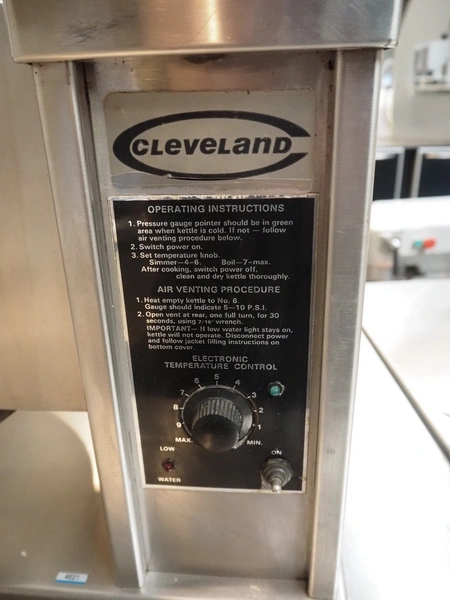 CLEVELAND
OPERATING INSTRUCTIONS
1. Pressure gauge pointer should be in green
area when kettle is cold. If not — follow
air venting procedure below.
2. Switch power on.
3. Set temperature knob.
Simmer—4-6. Boil—7-max.
After cooking, switch power off,
clean and dry kettle thoroughly.
AIR VENTING PROCEDURE
1. Heat empty kettle to No. 8.
Gauge should indicate 5-10 P.S.I.
2. Open vent at rear, one full turn, for 30
seconds, using 7/16" wrench.
IMPORTANT— If low water light stays on,
kettle will not operate. Disconnect power
and follow jacket filling instructions on
bottom cover.
ELECTRONIC
TEMPERATURE CONTROL
MAX. 9 8 7 6 5 4 3 2 1 MIN.
LOW
WATER
ON